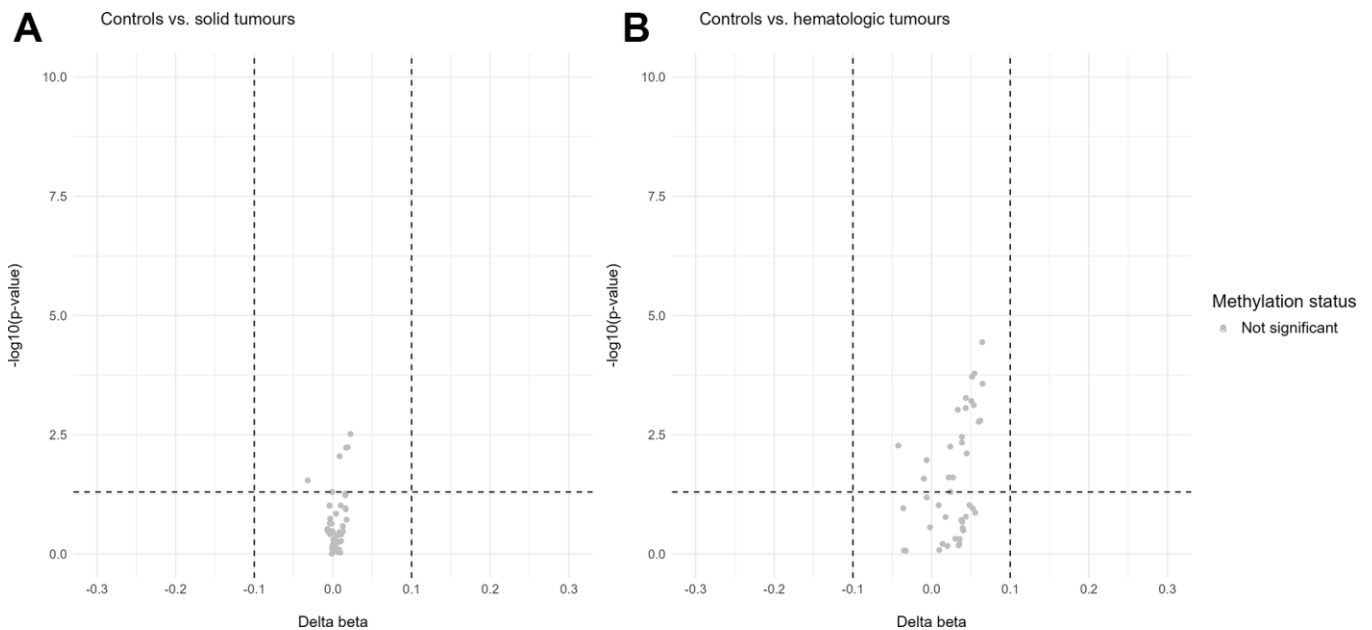 A
Controls vs. solid tumours
10.0
7.5
5.0
2.5
0.0
-log10(p-value)
-0.3
-0.2
-0.1
0.0
0.1
0.2
0.3
Delta beta
B
Controls vs. hematologic tumours
10.0
7.5
5.0
2.5
0.0
-log10(p-value)
-0.3
-0.2
-0.1
0.0
0.1
0.2
0.3
Delta beta
Methylation status
Not significant